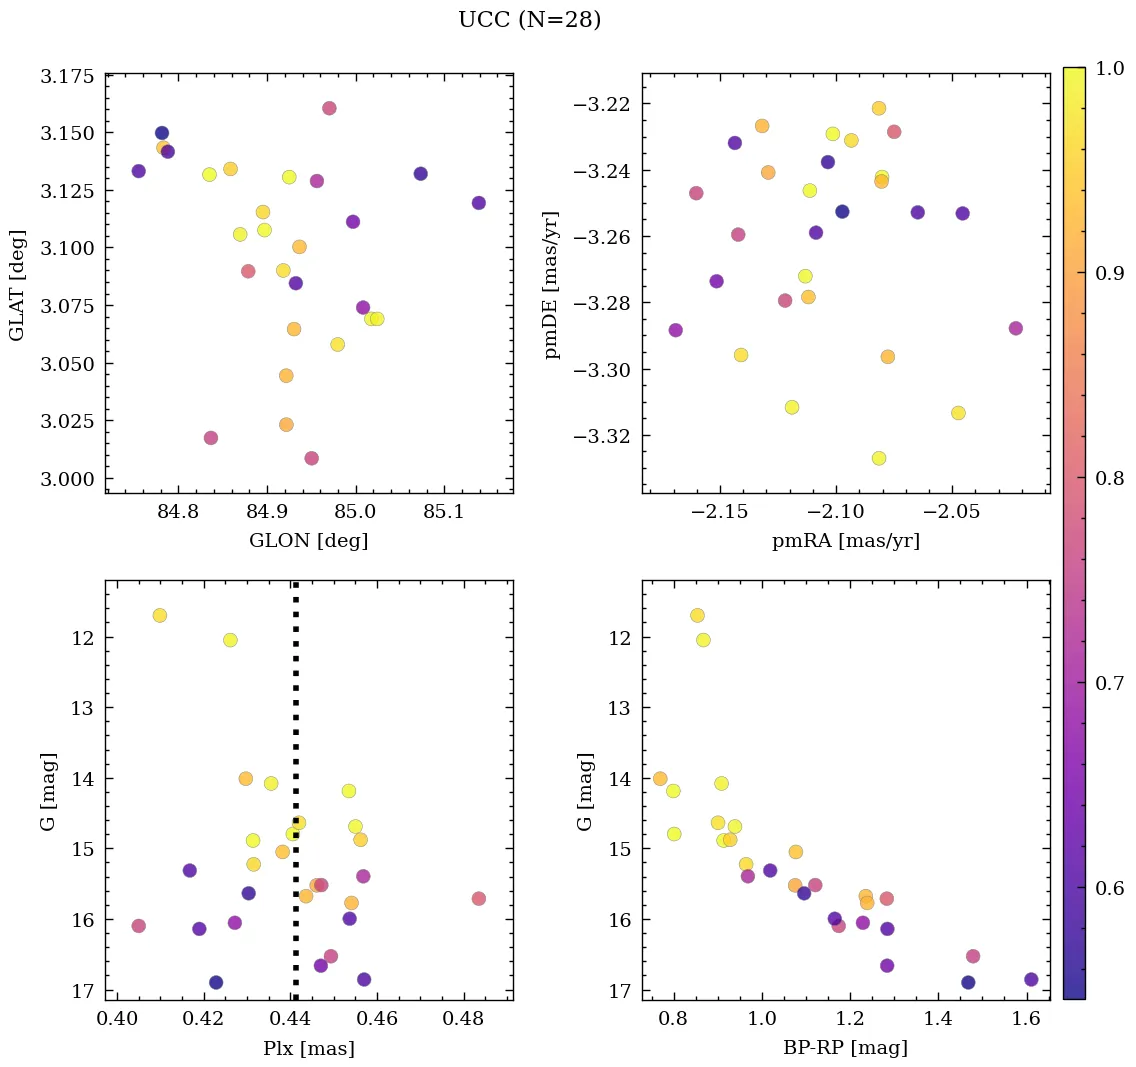 UCC (N=28)
3.175
3.150
3.125
3.100
3.075
3.050
3.025
3.000
GLAT [deg]
84.8 84.9 85.0 85.1
GLON [deg]
−3.22
−3.24
−3.26
−3.28
−3.30
−3.32
pmDE [mas/yr]
−2.15 −2.10 −2.05
pmRA [mas/yr]
12
13
14
15
16
17
G [mag]
0.40 0.42 0.44 0.46 0.48
Plx [mas]
12
13
14
15
16
17
G [mag]
0.8 1.0 1.2 1.4 1.6
BP-RP [mag]
1.0
0.9
0.8
0.7
0.6